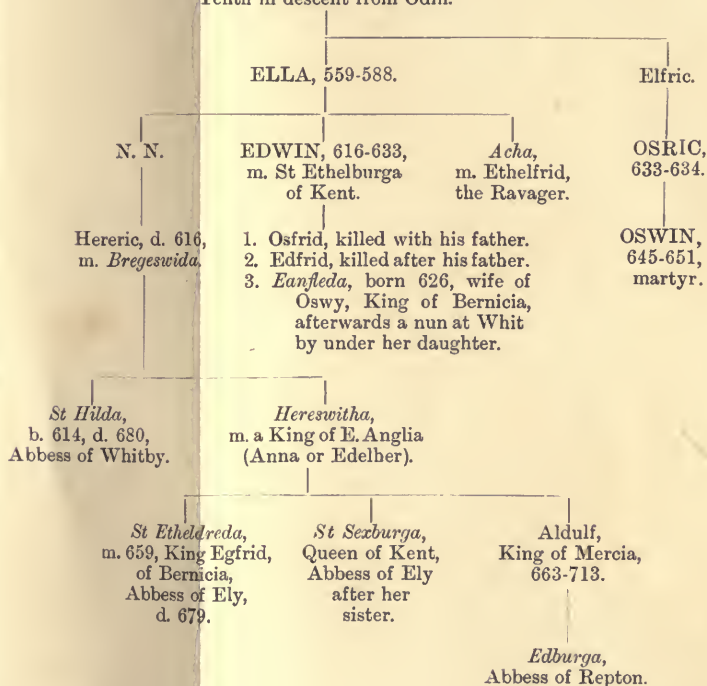 Tenth in descent from Odin.
ELLA, 559-588.
Elfric.
N. N.
EDWIN, 616-633,
m. St Ethelburga
of Kent.
Acha,
m. Ethelfrid,
the Ravager.
OSRIC,
633-634.
Hereric, d. 616,
m. Bregeswida.
1. Osfrid, killed with his father.
2. Edfrid, killed after his father.
3. Eanfleda, born 626, wife of
Oswy, King of Bernicia,
afterwards a nun at Whit
by under her daughter.
OSWIN,
645-651,
martyr.
St Hilda,
b. 614, d. 680,
Abbess of Whitby.
Hereswitha,
m. a King of E. Anglia
(Anna or Edelher).
St Etheldreda,
m. 659, King Egfrid,
of Bernicia,
Abbess of Ely,
d. 679.
St Sexburga,
Queen of Kent,
Abbess of Ely
after her
sister.
Aldulf,
King of Mercia,
663-713.
Edburga,
Abbess of Repton.